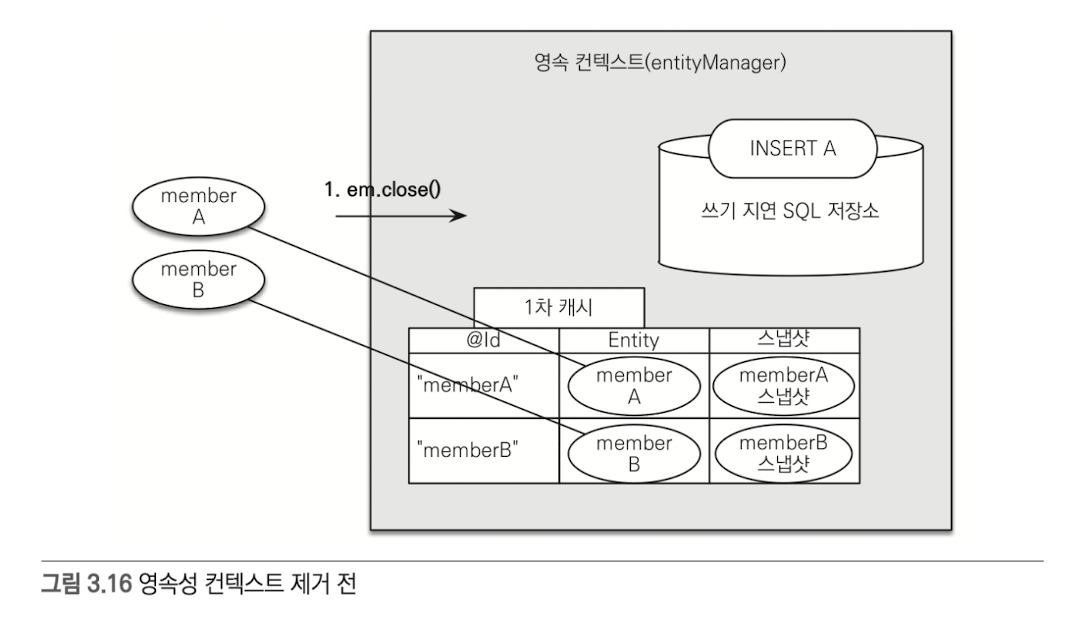 영속 컨텍스트(entityManager)
INSERT A
쓰기 지연 SQL 저장소
1. em.close()
member
A
member
B
1차 캐시
@Id Entity 스냅샷
"memberA" member
A memberA
스냅샷
"memberB" member
B memberB
스냅샷
그림 3.16 영속성 컨텍스트 제거 전